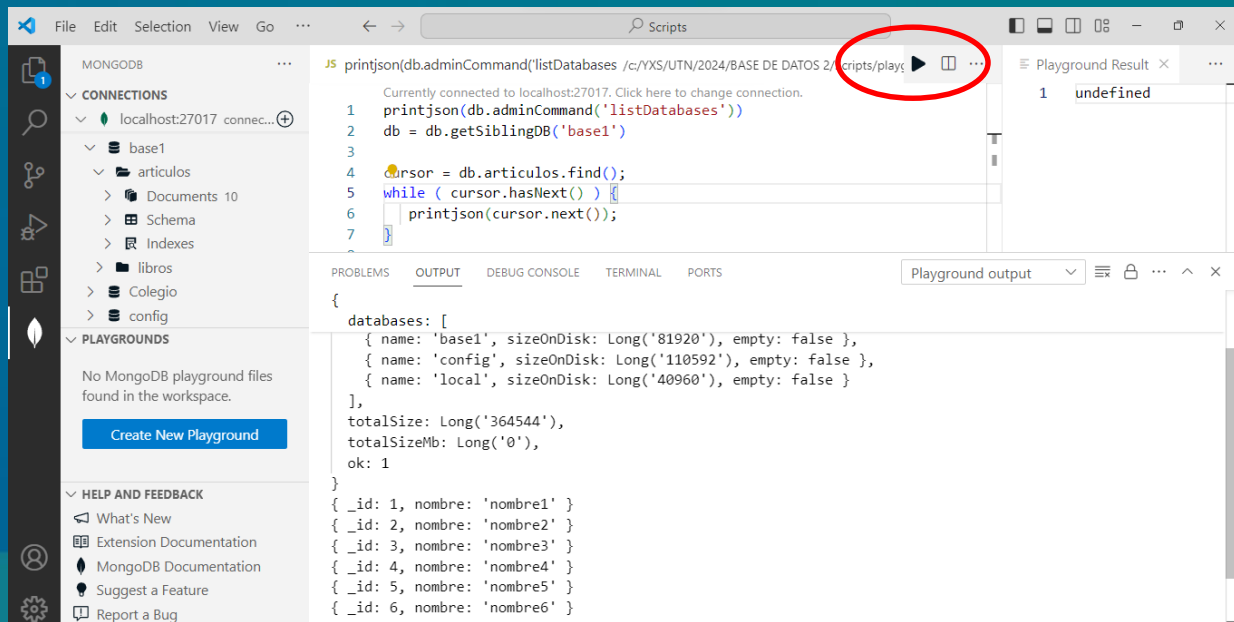 File Edit Selection View Go ··· Scripts
MONGODB ···
CONNECTIONS
localhost:27017 connec...
base1
articulos
Documents 10
Schema
Indexes
libros
Colegio
config
PLAYGROUNDS
No MongoDB playground files
found in the workspace.
Create New Playground
HELP AND FEEDBACK
What's New
Extension Documentation
MongoDB Documentation
Suggest a Feature
Report a Bug
1
JS printjson(db.adminCommand('listDatabases /c:/YXS/UTN/2024/BASE DE DATOS 2/Scripts/playg ···
Currently connected to localhost:27017. Click here to change connection.
1 printjson(db.adminCommand('listDatabases'))
2 db = db.getSiblingDB('base1')
3
4 cursor = db.articulos.find();
5 while ( cursor.hasNext() ) {
6 printjson(cursor.next());
7 }
Playground Result ···
1 undefined
PROBLEMS OUTPUT DEBUG CONSOLE TERMINAL PORTS Playground output ···
{
databases: [
{ name: 'base1', sizeOnDisk: Long('81920'), empty: false },
{ name: 'config', sizeOnDisk: Long('110592'), empty: false },
{ name: 'local', sizeOnDisk: Long('40960'), empty: false }
],
totalSize: Long('364544'),
totalSizeMb: Long('0'),
ok: 1
}
{ _id: 1, nombre: 'nombre1' }
{ _id: 2, nombre: 'nombre2' }
{ _id: 3, nombre: 'nombre3' }
{ _id: 4, nombre: 'nombre4' }
{ _id: 5, nombre: 'nombre5' }
{ _id: 6, nombre: 'nombre6' }